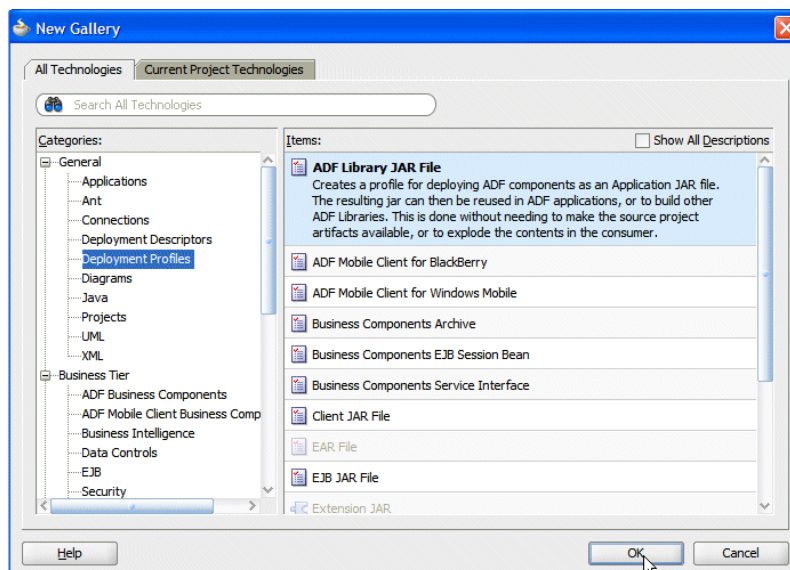 New Gallery
All Technologies
Current Project Technologies
Search All Technologies
Categories:
General
Applications
Ant
Connections
Deployment Descriptors
Deployment Profiles
Diagrams
Java
Projects
UML
XML
Business Tier
ADF Business Components
ADF Mobile Client Business Comp
Business Intelligence
Data Controls
EJB
Security
Items:
Show All Descriptions
ADF Library JAR File
Creates a profile for deploying ADF components as an Application JAR file.
The resulting jar can then be reused in ADF applications, or to build other
ADF Libraries. This is done without needing to make the source project
artifacts available, or to explode the contents in the consumer.
ADF Mobile Client for BlackBerry
ADF Mobile Client for Windows Mobile
Business Components Archive
Business Components EJB Session Bean
Business Components Service Interface
Client JAR File
EAR File
EJB JAR File
Extension JAR
Help
OK
Cancel